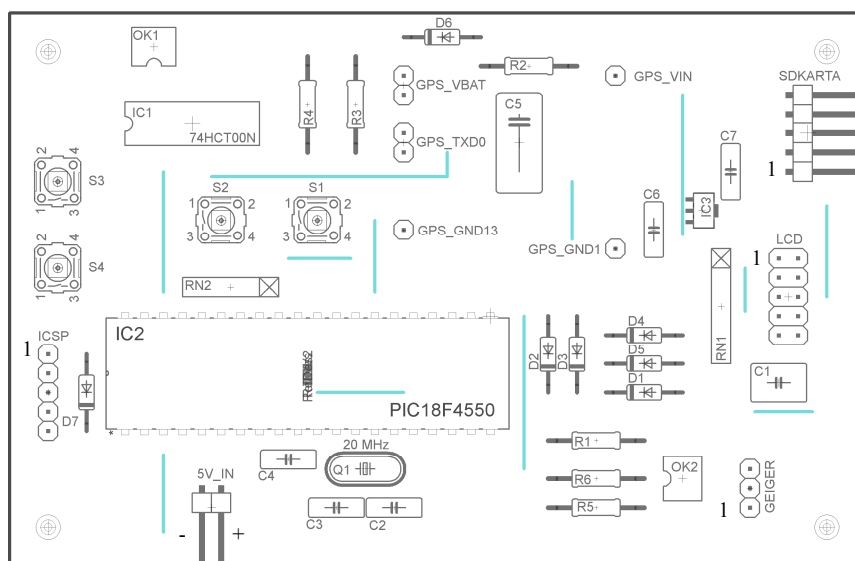 D6
OK1
R2
GPS_VIN
SDKARTA
GPS_VBAT
C5
IC1
74HCT00N
R4
R3
GPS_TXD0
C7
1
2 4
S3
1 3
S2
1 2
3 4
S1
1 2
3 4
C6
IC3
GPS_GND13
GPS_GND1
LCD
1
2 4
S4
1 3
RN2
RN1
ICSP
1
IC2
D2
D3
D4
D5
D1
C1
D7
PIC18F4550
*
20 MHz
Q1
C4
R1
OK2
5V_IN
R6
GEIGER
C3
C2
R5
1
- +